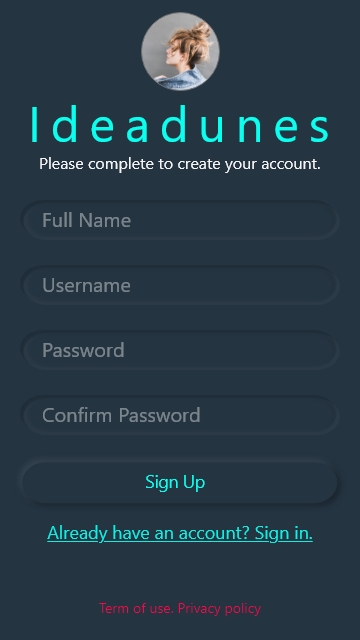 Ideadunes
Please complete to create your account.
Full Name
Username
Password
Confirm Password
Sign Up
Already have an account? Sign in.
Term of use. Privacy policy